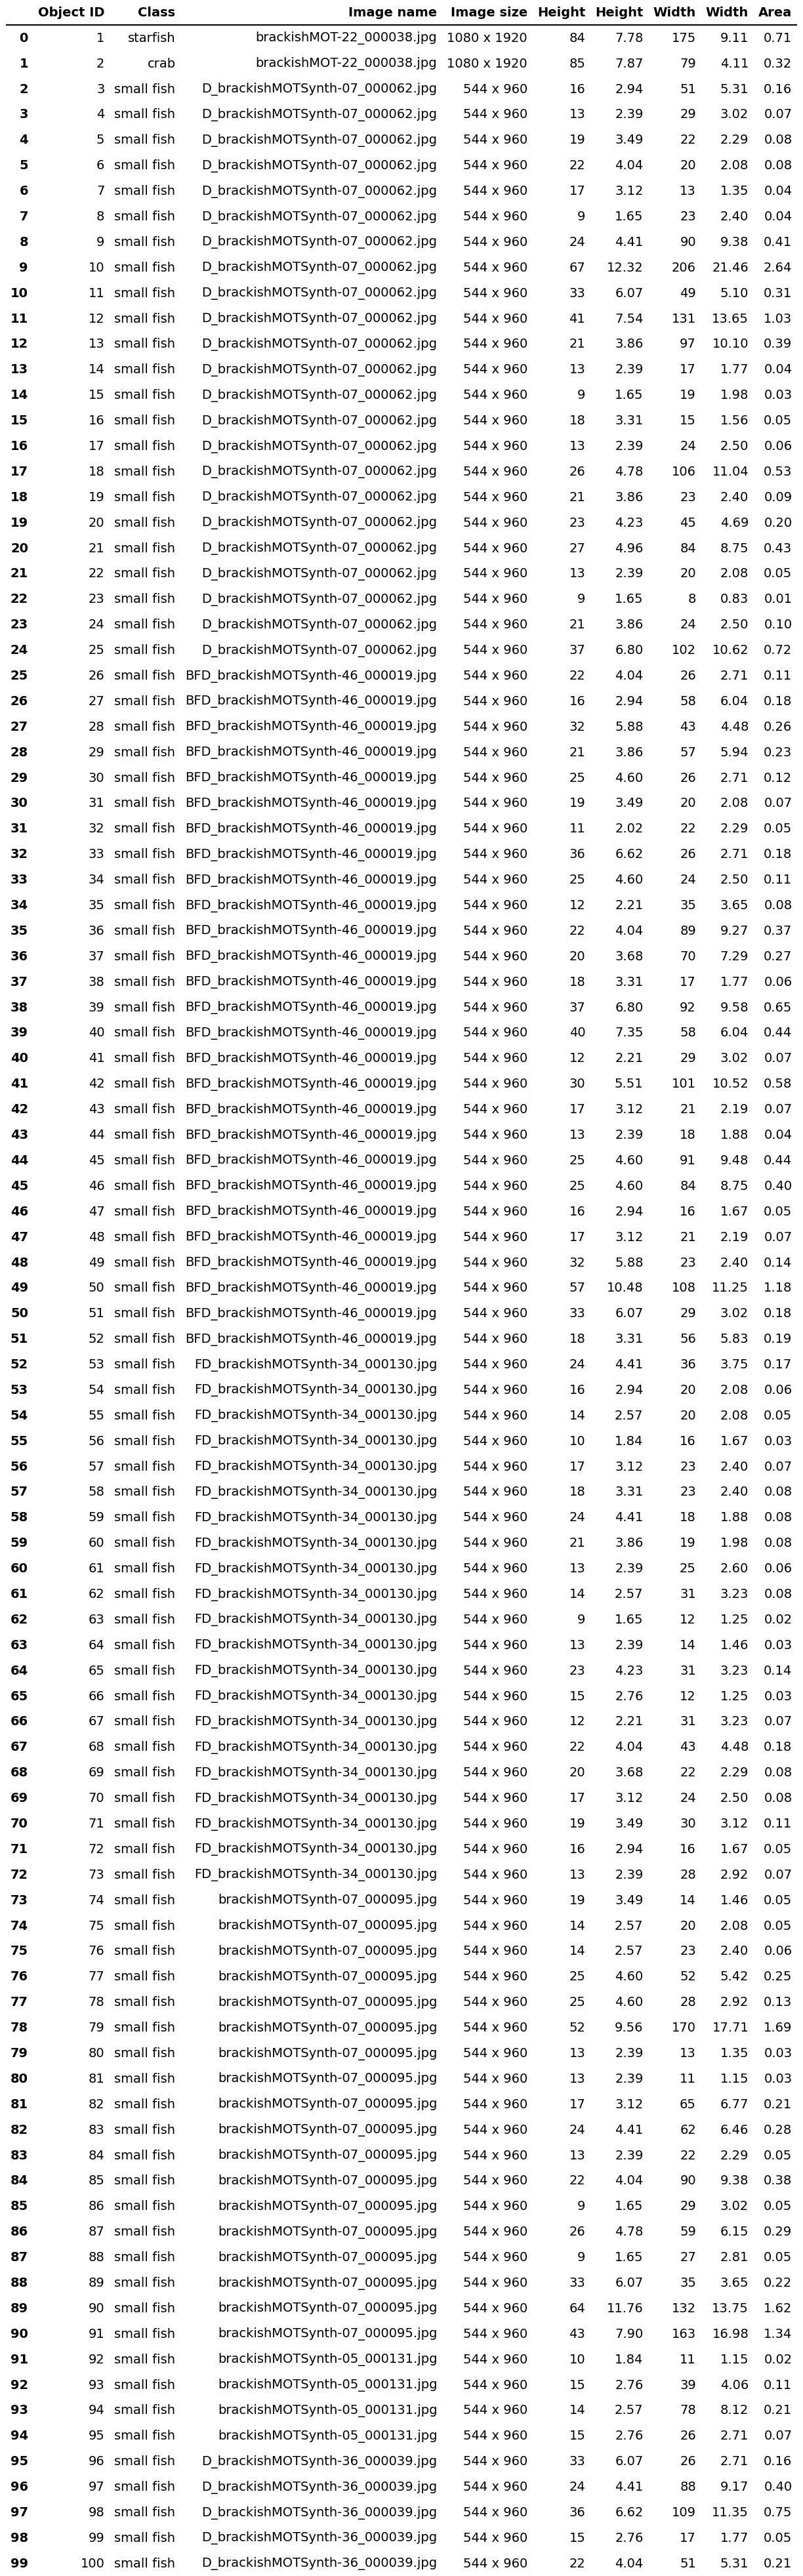 Object ID Class Image name Image size Height Height Width Width Area
0 1 starfish brackishMOT-22_000038.jpg 1080 x 1920 84 7.78 175 9.11 0.71
1 2 crab brackishMOT-22_000038.jpg 1080 x 1920 85 7.87 79 4.11 0.32
2 3 small fish D_brackishMOTSynth-07_000062.jpg 544 x 960 16 2.94 51 5.31 0.16
3 4 small fish D_brackishMOTSynth-07_000062.jpg 544 x 960 13 2.39 29 3.02 0.07
4 5 small fish D_brackishMOTSynth-07_000062.jpg 544 x 960 19 3.49 22 2.29 0.08
5 6 small fish D_brackishMOTSynth-07_000062.jpg 544 x 960 22 4.04 20 2.08 0.08
6 7 small fish D_brackishMOTSynth-07_000062.jpg 544 x 960 17 3.12 13 1.35 0.04
7 8 small fish D_brackishMOTSynth-07_000062.jpg 544 x 960 9 1.65 23 2.40 0.04
8 9 small fish D_brackishMOTSynth-07_000062.jpg 544 x 960 24 4.41 90 9.38 0.41
9 10 small fish D_brackishMOTSynth-07_000062.jpg 544 x 960 67 12.32 206 21.46 2.64
10 11 small fish D_brackishMOTSynth-07_000062.jpg 544 x 960 33 6.07 49 5.10 0.31
11 12 small fish D_brackishMOTSynth-07_000062.jpg 544 x 960 41 7.54 131 13.65 1.03
12 13 small fish D_brackishMOTSynth-07_000062.jpg 544 x 960 21 3.86 97 10.10 0.39
13 14 small fish D_brackishMOTSynth-07_000062.jpg 544 x 960 13 2.39 17 1.77 0.04
14 15 small fish D_brackishMOTSynth-07_000062.jpg 544 x 960 9 1.65 19 1.98 0.03
15 16 small fish D_brackishMOTSynth-07_000062.jpg 544 x 960 18 3.31 15 1.56 0.05
16 17 small fish D_brackishMOTSynth-07_000062.jpg 544 x 960 13 2.39 24 2.50 0.06
17 18 small fish D_brackishMOTSynth-07_000062.jpg 544 x 960 26 4.78 106 11.04 0.53
18 19 small fish D_brackishMOTSynth-07_000062.jpg 544 x 960 21 3.86 23 2.40 0.09
19 20 small fish D_brackishMOTSynth-07_000062.jpg 544 x 960 23 4.23 45 4.69 0.20
20 21 small fish D_brackishMOTSynth-07_000062.jpg 544 x 960 27 4.96 84 8.75 0.43
21 22 small fish D_brackishMOTSynth-07_000062.jpg 544 x 960 13 2.39 20 2.08 0.05
22 23 small fish D_brackishMOTSynth-07_000062.jpg 544 x 960 9 1.65 8 0.83 0.01
23 24 small fish D_brackishMOTSynth-07_000062.jpg 544 x 960 21 3.86 24 2.50 0.10
24 25 small fish D_brackishMOTSynth-07_000062.jpg 544 x 960 37 6.80 102 10.62 0.72
25 26 small fish BFD_brackishMOTSynth-46_000019.jpg 544 x 960 22 4.04 26 2.71 0.11
26 27 small fish BFD_brackishMOTSynth-46_000019.jpg 544 x 960 16 2.94 58 6.04 0.18
27 28 small fish BFD_brackishMOTSynth-46_000019.jpg 544 x 960 32 5.88 43 4.48 0.26
28 29 small fish BFD_brackishMOTSynth-46_000019.jpg 544 x 960 21 3.86 57 5.94 0.23
29 30 small fish BFD_brackishMOTSynth-46_000019.jpg 544 x 960 25 4.60 26 2.71 0.12
30 31 small fish BFD_brackishMOTSynth-46_000019.jpg 544 x 960 19 3.49 20 2.08 0.07
31 32 small fish BFD_brackishMOTSynth-46_000019.jpg 544 x 960 11 2.02 22 2.29 0.05
32 33 small fish BFD_brackishMOTSynth-46_000019.jpg 544 x 960 36 6.62 26 2.71 0.18
33 34 small fish BFD_brackishMOTSynth-46_000019.jpg 544 x 960 25 4.60 24 2.50 0.11
34 35 small fish BFD_brackishMOTSynth-46_000019.jpg 544 x 960 12 2.21 35 3.65 0.08
35 36 small fish BFD_brackishMOTSynth-46_000019.jpg 544 x 960 22 4.04 89 9.27 0.37
36 37 small fish BFD_brackishMOTSynth-46_000019.jpg 544 x 960 20 3.68 70 7.29 0.27
37 38 small fish BFD_brackishMOTSynth-46_000019.jpg 544 x 960 18 3.31 17 1.77 0.06
38 39 small fish BFD_brackishMOTSynth-46_000019.jpg 544 x 960 37 6.80 92 9.58 0.65
39 40 small fish BFD_brackishMOTSynth-46_000019.jpg 544 x 960 40 7.35 58 6.04 0.44
40 41 small fish BFD_brackishMOTSynth-46_000019.jpg 544 x 960 12 2.21 29 3.02 0.07
41 42 small fish BFD_brackishMOTSynth-46_000019.jpg 544 x 960 30 5.51 101 10.52 0.58
42 43 small fish BFD_brackishMOTSynth-46_000019.jpg 544 x 960 17 3.12 21 2.19 0.07
43 44 small fish BFD_brackishMOTSynth-46_000019.jpg 544 x 960 13 2.39 18 1.88 0.04
44 45 small fish BFD_brackishMOTSynth-46_000019.jpg 544 x 960 25 4.60 91 9.48 0.44
45 46 small fish BFD_brackishMOTSynth-46_000019.jpg 544 x 960 25 4.60 84 8.75 0.40
46 47 small fish BFD_brackishMOTSynth-46_000019.jpg 544 x 960 16 2.94 16 1.67 0.05
47 48 small fish BFD_brackishMOTSynth-46_000019.jpg 544 x 960 17 3.12 21 2.19 0.07
48 49 small fish BFD_brackishMOTSynth-46_000019.jpg 544 x 960 32 5.88 23 2.40 0.14
49 50 small fish BFD_brackishMOTSynth-46_000019.jpg 544 x 960 57 10.48 108 11.25 1.18
50 51 small fish BFD_brackishMOTSynth-46_000019.jpg 544 x 960 33 6.07 29 3.02 0.18
51 52 small fish BFD_brackishMOTSynth-46_000019.jpg 544 x 960 18 3.31 56 5.83 0.19
52 53 small fish FD_brackishMOTSynth-34_000130.jpg 544 x 960 24 4.41 36 3.75 0.17
53 54 small fish FD_brackishMOTSynth-34_000130.jpg 544 x 960 16 2.94 20 2.08 0.06
54 55 small fish FD_brackishMOTSynth-34_000130.jpg 544 x 960 14 2.57 20 2.08 0.05
55 56 small fish FD_brackishMOTSynth-34_000130.jpg 544 x 960 10 1.84 16 1.67 0.03
56 57 small fish FD_brackishMOTSynth-34_000130.jpg 544 x 960 17 3.12 23 2.40 0.07
57 58 small fish FD_brackishMOTSynth-34_000130.jpg 544 x 960 18 3.31 23 2.40 0.08
58 59 small fish FD_brackishMOTSynth-34_000130.jpg 544 x 960 24 4.41 18 1.88 0.08
59 60 small fish FD_brackishMOTSynth-34_000130.jpg 544 x 960 21 3.86 19 1.98 0.08
60 61 small fish FD_brackishMOTSynth-34_000130.jpg 544 x 960 13 2.39 25 2.60 0.06
61 62 small fish FD_brackishMOTSynth-34_000130.jpg 544 x 960 14 2.57 31 3.23 0.08
62 63 small fish FD_brackishMOTSynth-34_000130.jpg 544 x 960 9 1.65 12 1.25 0.02
63 64 small fish FD_brackishMOTSynth-34_000130.jpg 544 x 960 13 2.39 14 1.46 0.03
64 65 small fish FD_brackishMOTSynth-34_000130.jpg 544 x 960 23 4.23 31 3.23 0.14
65 66 small fish FD_brackishMOTSynth-34_000130.jpg 544 x 960 15 2.76 12 1.25 0.03
66 67 small fish FD_brackishMOTSynth-34_000130.jpg 544 x 960 12 2.21 31 3.23 0.07
67 68 small fish FD_brackishMOTSynth-34_000130.jpg 544 x 960 22 4.04 43 4.48 0.18
68 69 small fish FD_brackishMOTSynth-34_000130.jpg 544 x 960 20 3.68 22 2.29 0.08
69 70 small fish FD_brackishMOTSynth-34_000130.jpg 544 x 960 17 3.12 24 2.50 0.08
70 71 small fish FD_brackishMOTSynth-34_000130.jpg 544 x 960 19 3.49 30 3.12 0.11
71 72 small fish FD_brackishMOTSynth-34_000130.jpg 544 x 960 16 2.94 16 1.67 0.05
72 73 small fish FD_brackishMOTSynth-34_000130.jpg 544 x 960 13 2.39 28 2.92 0.07
73 74 small fish brackishMOTSynth-07_000095.jpg 544 x 960 19 3.49 14 1.46 0.05
74 75 small fish brackishMOTSynth-07_000095.jpg 544 x 960 14 2.57 20 2.08 0.05
75 76 small fish brackishMOTSynth-07_000095.jpg 544 x 960 14 2.57 23 2.40 0.06
76 77 small fish brackishMOTSynth-07_000095.jpg 544 x 960 25 4.60 52 5.42 0.25
77 78 small fish brackishMOTSynth-07_000095.jpg 544 x 960 25 4.60 28 2.92 0.13
78 79 small fish brackishMOTSynth-07_000095.jpg 544 x 960 52 9.56 170 17.71 1.69
79 80 small fish brackishMOTSynth-07_000095.jpg 544 x 960 13 2.39 13 1.35 0.03
80 81 small fish brackishMOTSynth-07_000095.jpg 544 x 960 13 2.39 11 1.15 0.03
81 82 small fish brackishMOTSynth-07_000095.jpg 544 x 960 17 3.12 65 6.77 0.21
82 83 small fish brackishMOTSynth-07_000095.jpg 544 x 960 24 4.41 62 6.46 0.28
83 84 small fish brackishMOTSynth-07_000095.jpg 544 x 960 13 2.39 22 2.29 0.05
84 85 small fish brackishMOTSynth-07_000095.jpg 544 x 960 22 4.04 90 9.38 0.38
85 86 small fish brackishMOTSynth-07_000095.jpg 544 x 960 9 1.65 29 3.02 0.05
86 87 small fish brackishMOTSynth-07_000095.jpg 544 x 960 26 4.78 59 6.15 0.29
87 88 small fish brackishMOTSynth-07_000095.jpg 544 x 960 9 1.65 27 2.81 0.05
88 89 small fish brackishMOTSynth-07_000095.jpg 544 x 960 33 6.07 35 3.65 0.22
89 90 small fish brackishMOTSynth-07_000095.jpg 544 x 960 64 11.76 132 13.75 1.62
90 91 small fish brackishMOTSynth-07_000095.jpg 544 x 960 43 7.90 163 16.98 1.34
91 92 small fish brackishMOTSynth-05_000131.jpg 544 x 960 10 1.84 11 1.15 0.02
92 93 small fish brackishMOTSynth-05_000131.jpg 544 x 960 15 2.76 39 4.06 0.11
93 94 small fish brackishMOTSynth-05_000131.jpg 544 x 960 14 2.57 78 8.12 0.21
94 95 small fish brackishMOTSynth-05_000131.jpg 544 x 960 15 2.76 26 2.71 0.07
95 96 small fish D_brackishMOTSynth-36_000039.jpg 544 x 960 33 6.07 26 2.71 0.16
96 97 small fish D_brackishMOTSynth-36_000039.jpg 544 x 960 24 4.41 88 9.17 0.40
97 98 small fish D_brackishMOTSynth-36_000039.jpg 544 x 960 36 6.62 109 11.35 0.75
98 99 small fish D_brackishMOTSynth-36_000039.jpg 544 x 960 15 2.76 17 1.77 0.05
99 100 small fish D_brackishMOTSynth-36_000039.jpg 544 x 960 22 4.04 51 5.31 0.21